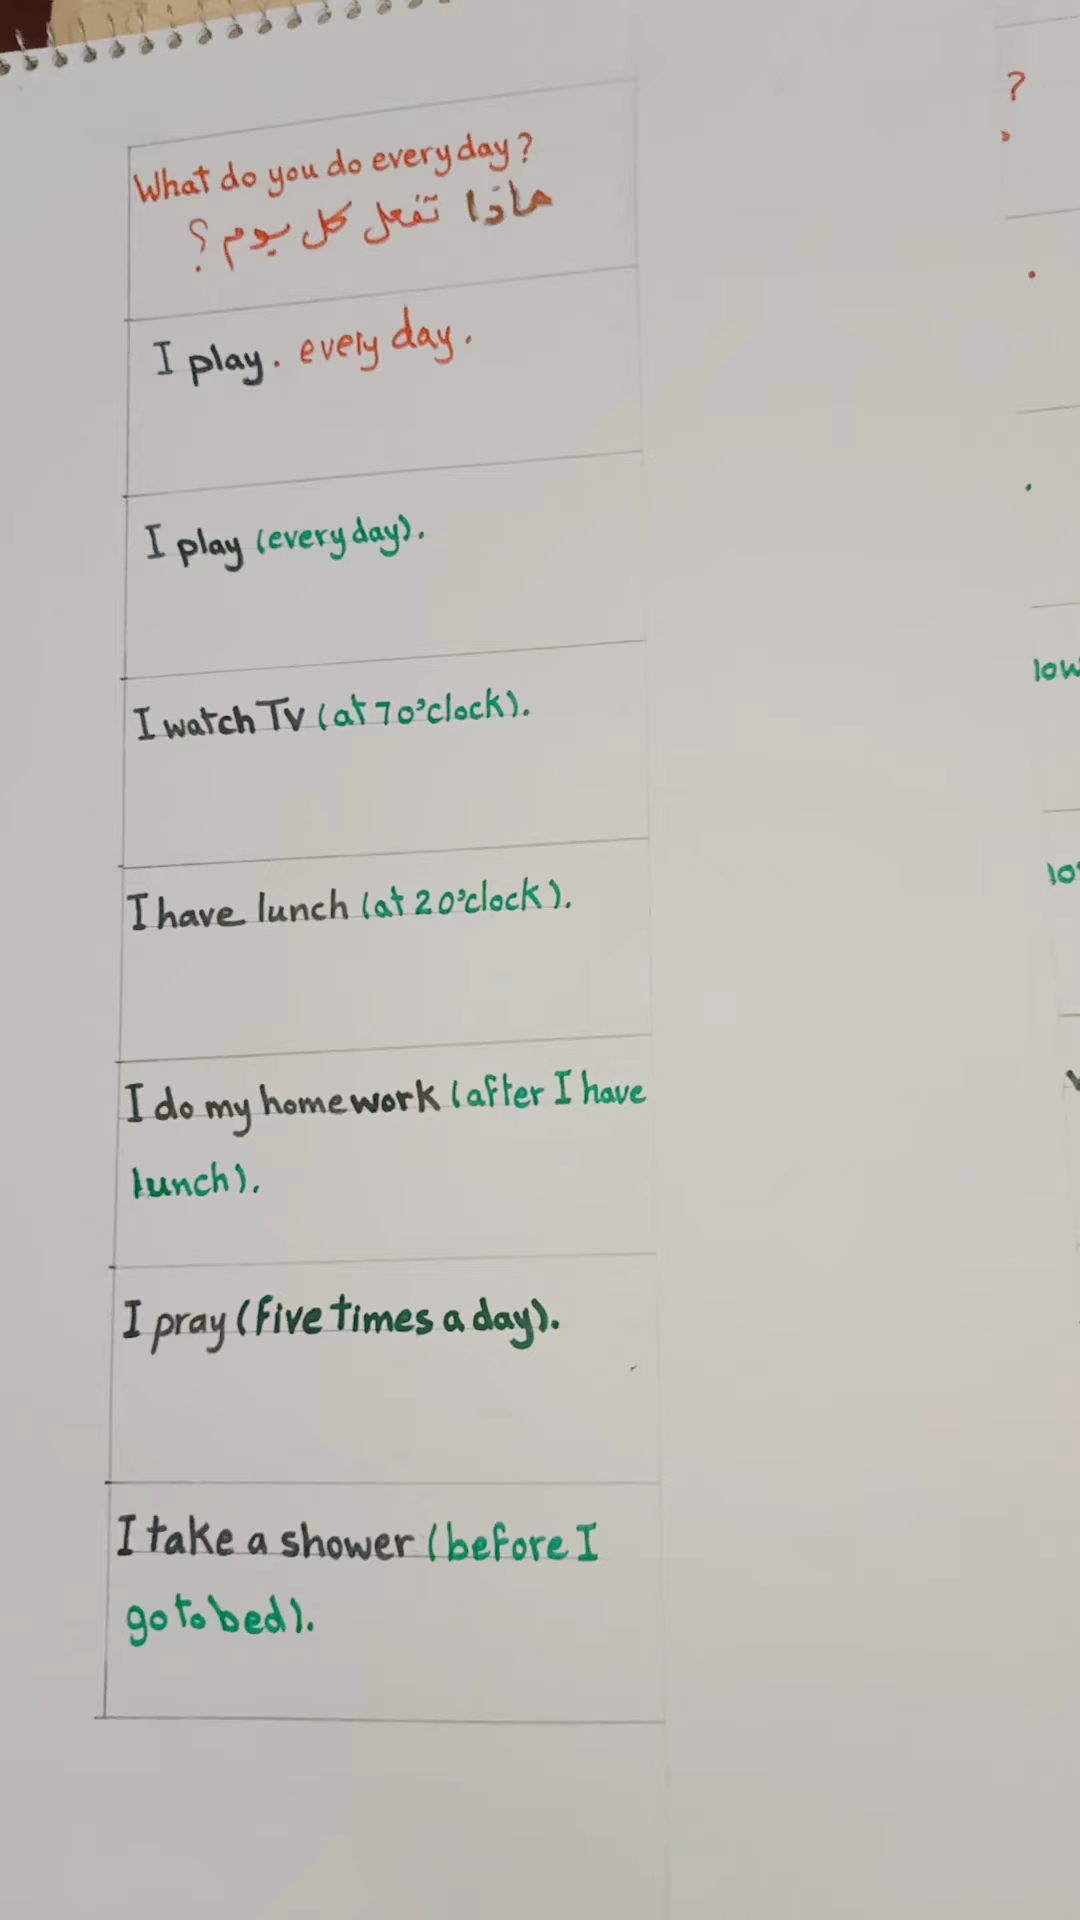 What do you do every day?
ماذا تفعل كل يوم؟
I play. every day.
I play (every day).
I watch TV (at 7 o'clock).
I have lunch (at 2 o'clock).
I do my homework (after I have
lunch).
I pray (five times a day).
I take a shower (before I
go to bed).
?